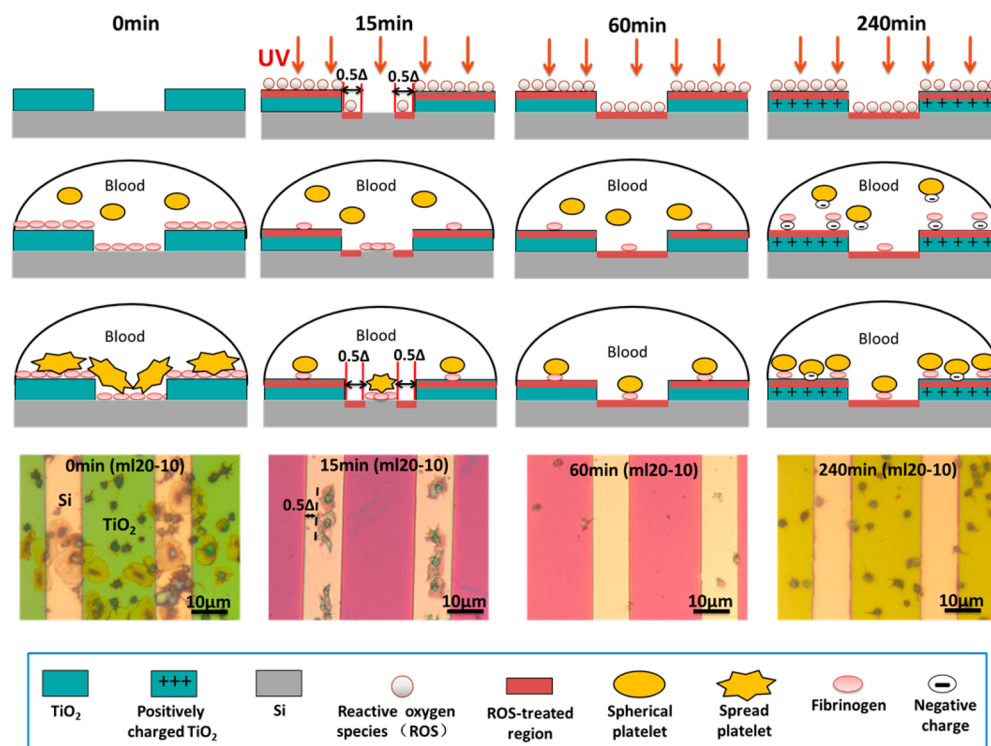 0min
15min
60min
240min
UV
0.5Δ
0.5Δ
+++++
+++++
Blood
Blood
Blood
Blood
- - - -
+++++
+++++
Blood
Blood
Blood
Blood
0.5Δ
0.5Δ
- -
+++++
+++++
0min (ml20-10)
15min (ml20-10)
60min (ml20-10)
240min (ml20-10)
Si
TiO₂
0.5Δ
10μm
10μm
10μm
10μm
+++
-
TiO₂
Positively
charged TiO₂
Si
Reactive oxygen
species （ROS）
ROS-treated
region
Spherical
platelet
Spread
platelet
Fibrinogen
Negative
charge